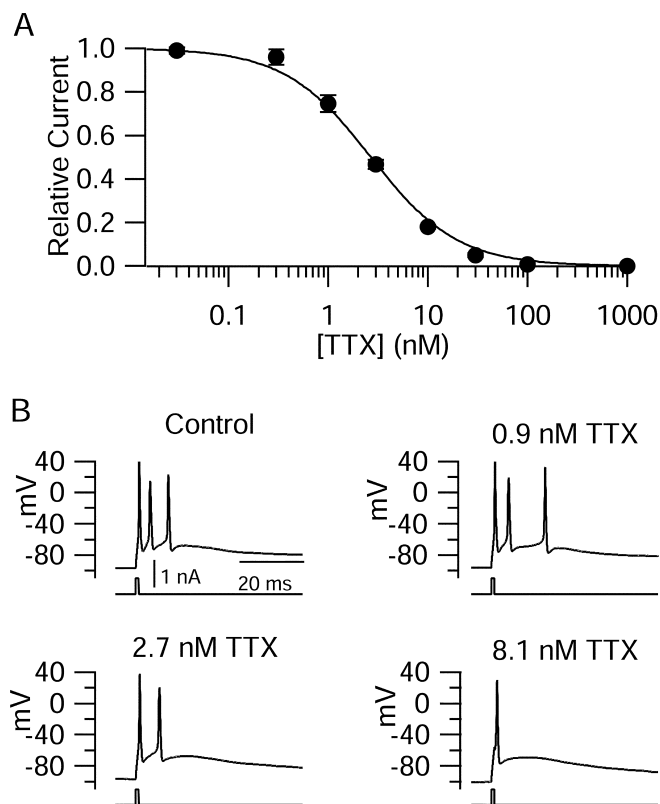 A
Relative Current
1.0
0.8
0.6
0.4
0.2
0.0
0.1 1 10 100 1000
[TTX] (nM)
B
Control
mV
40
0
-40
-80
1 nA
20 ms
0.9 nM TTX
mV
40
0
-40
-80
2.7 nM TTX
mV
40
0
-40
-80
8.1 nM TTX
mV
40
0
-40
-80